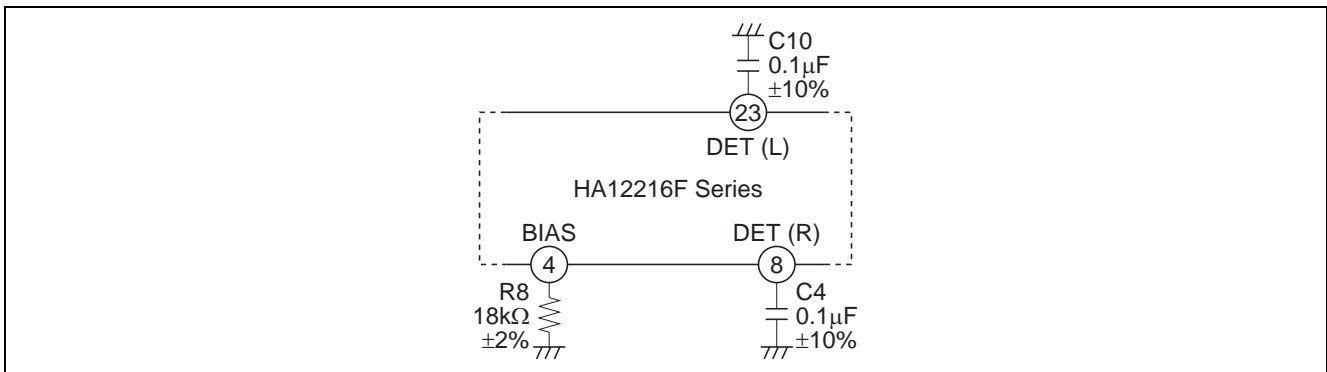 C10
0.1µF
±10%
23
DET (L)
HA12216F Series
BIAS
DET (R)
4
8
R8
18kΩ
±2%
C4
0.1µF
±10%